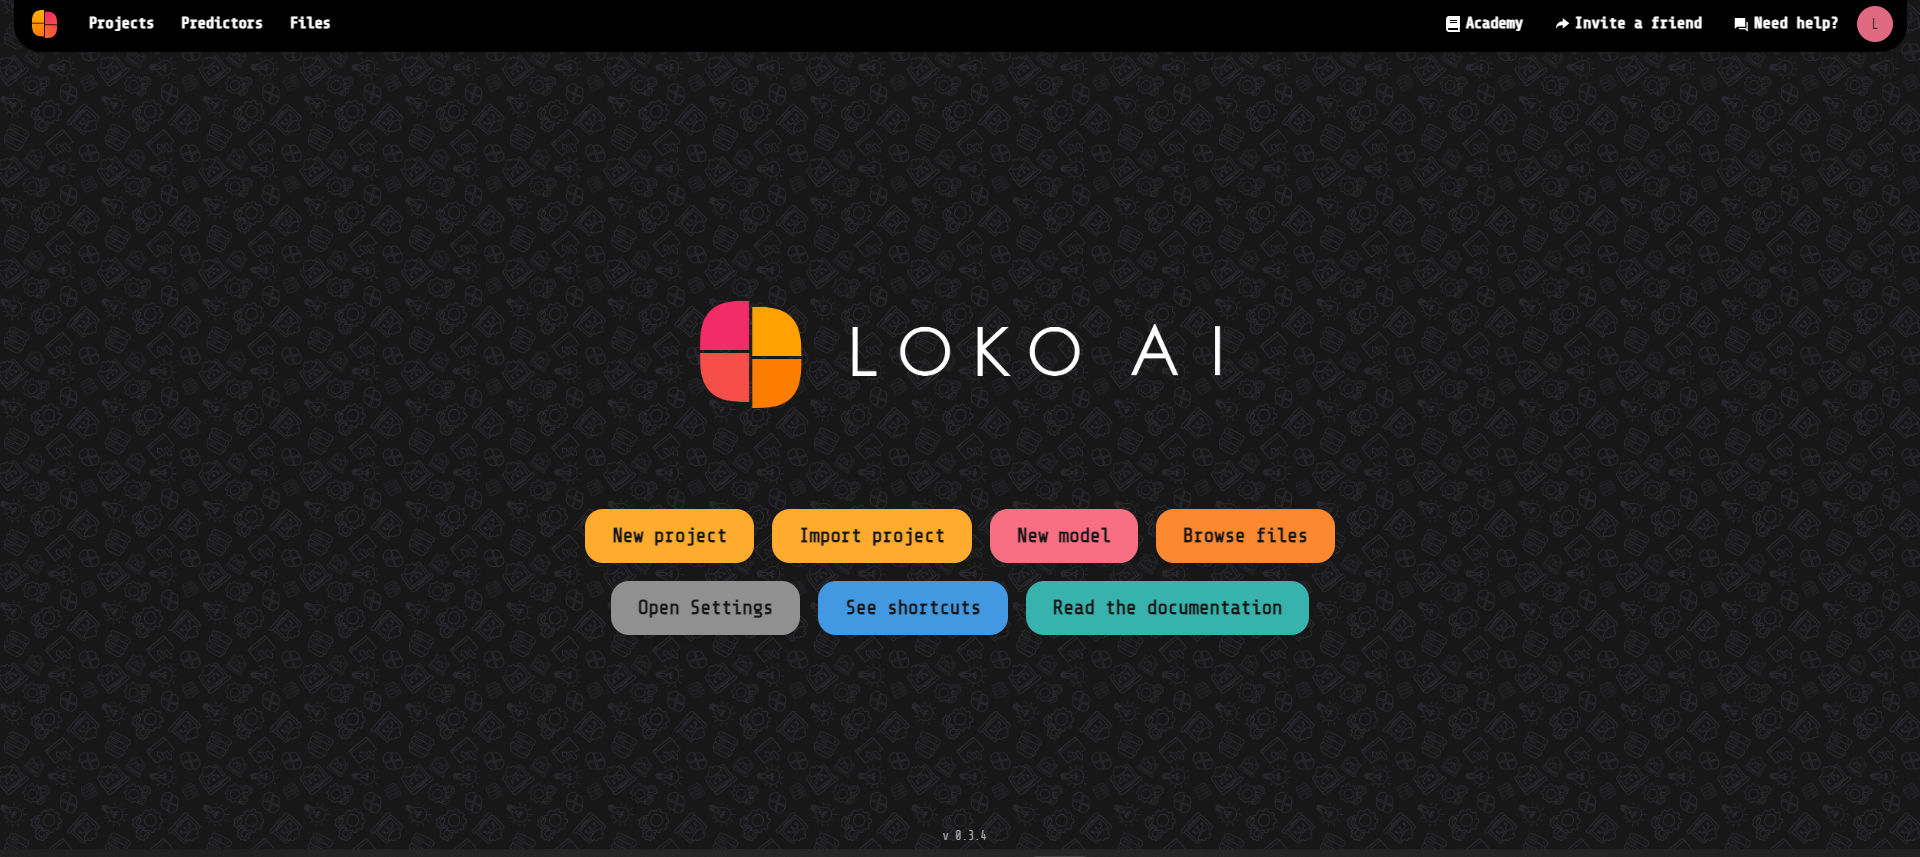 Projects Predictors Files Academy Invite a friend Need help? L
LOKO AI
New project Import project New model Browse files
Open Settings See shortcuts Read the documentation
v 0.3.4